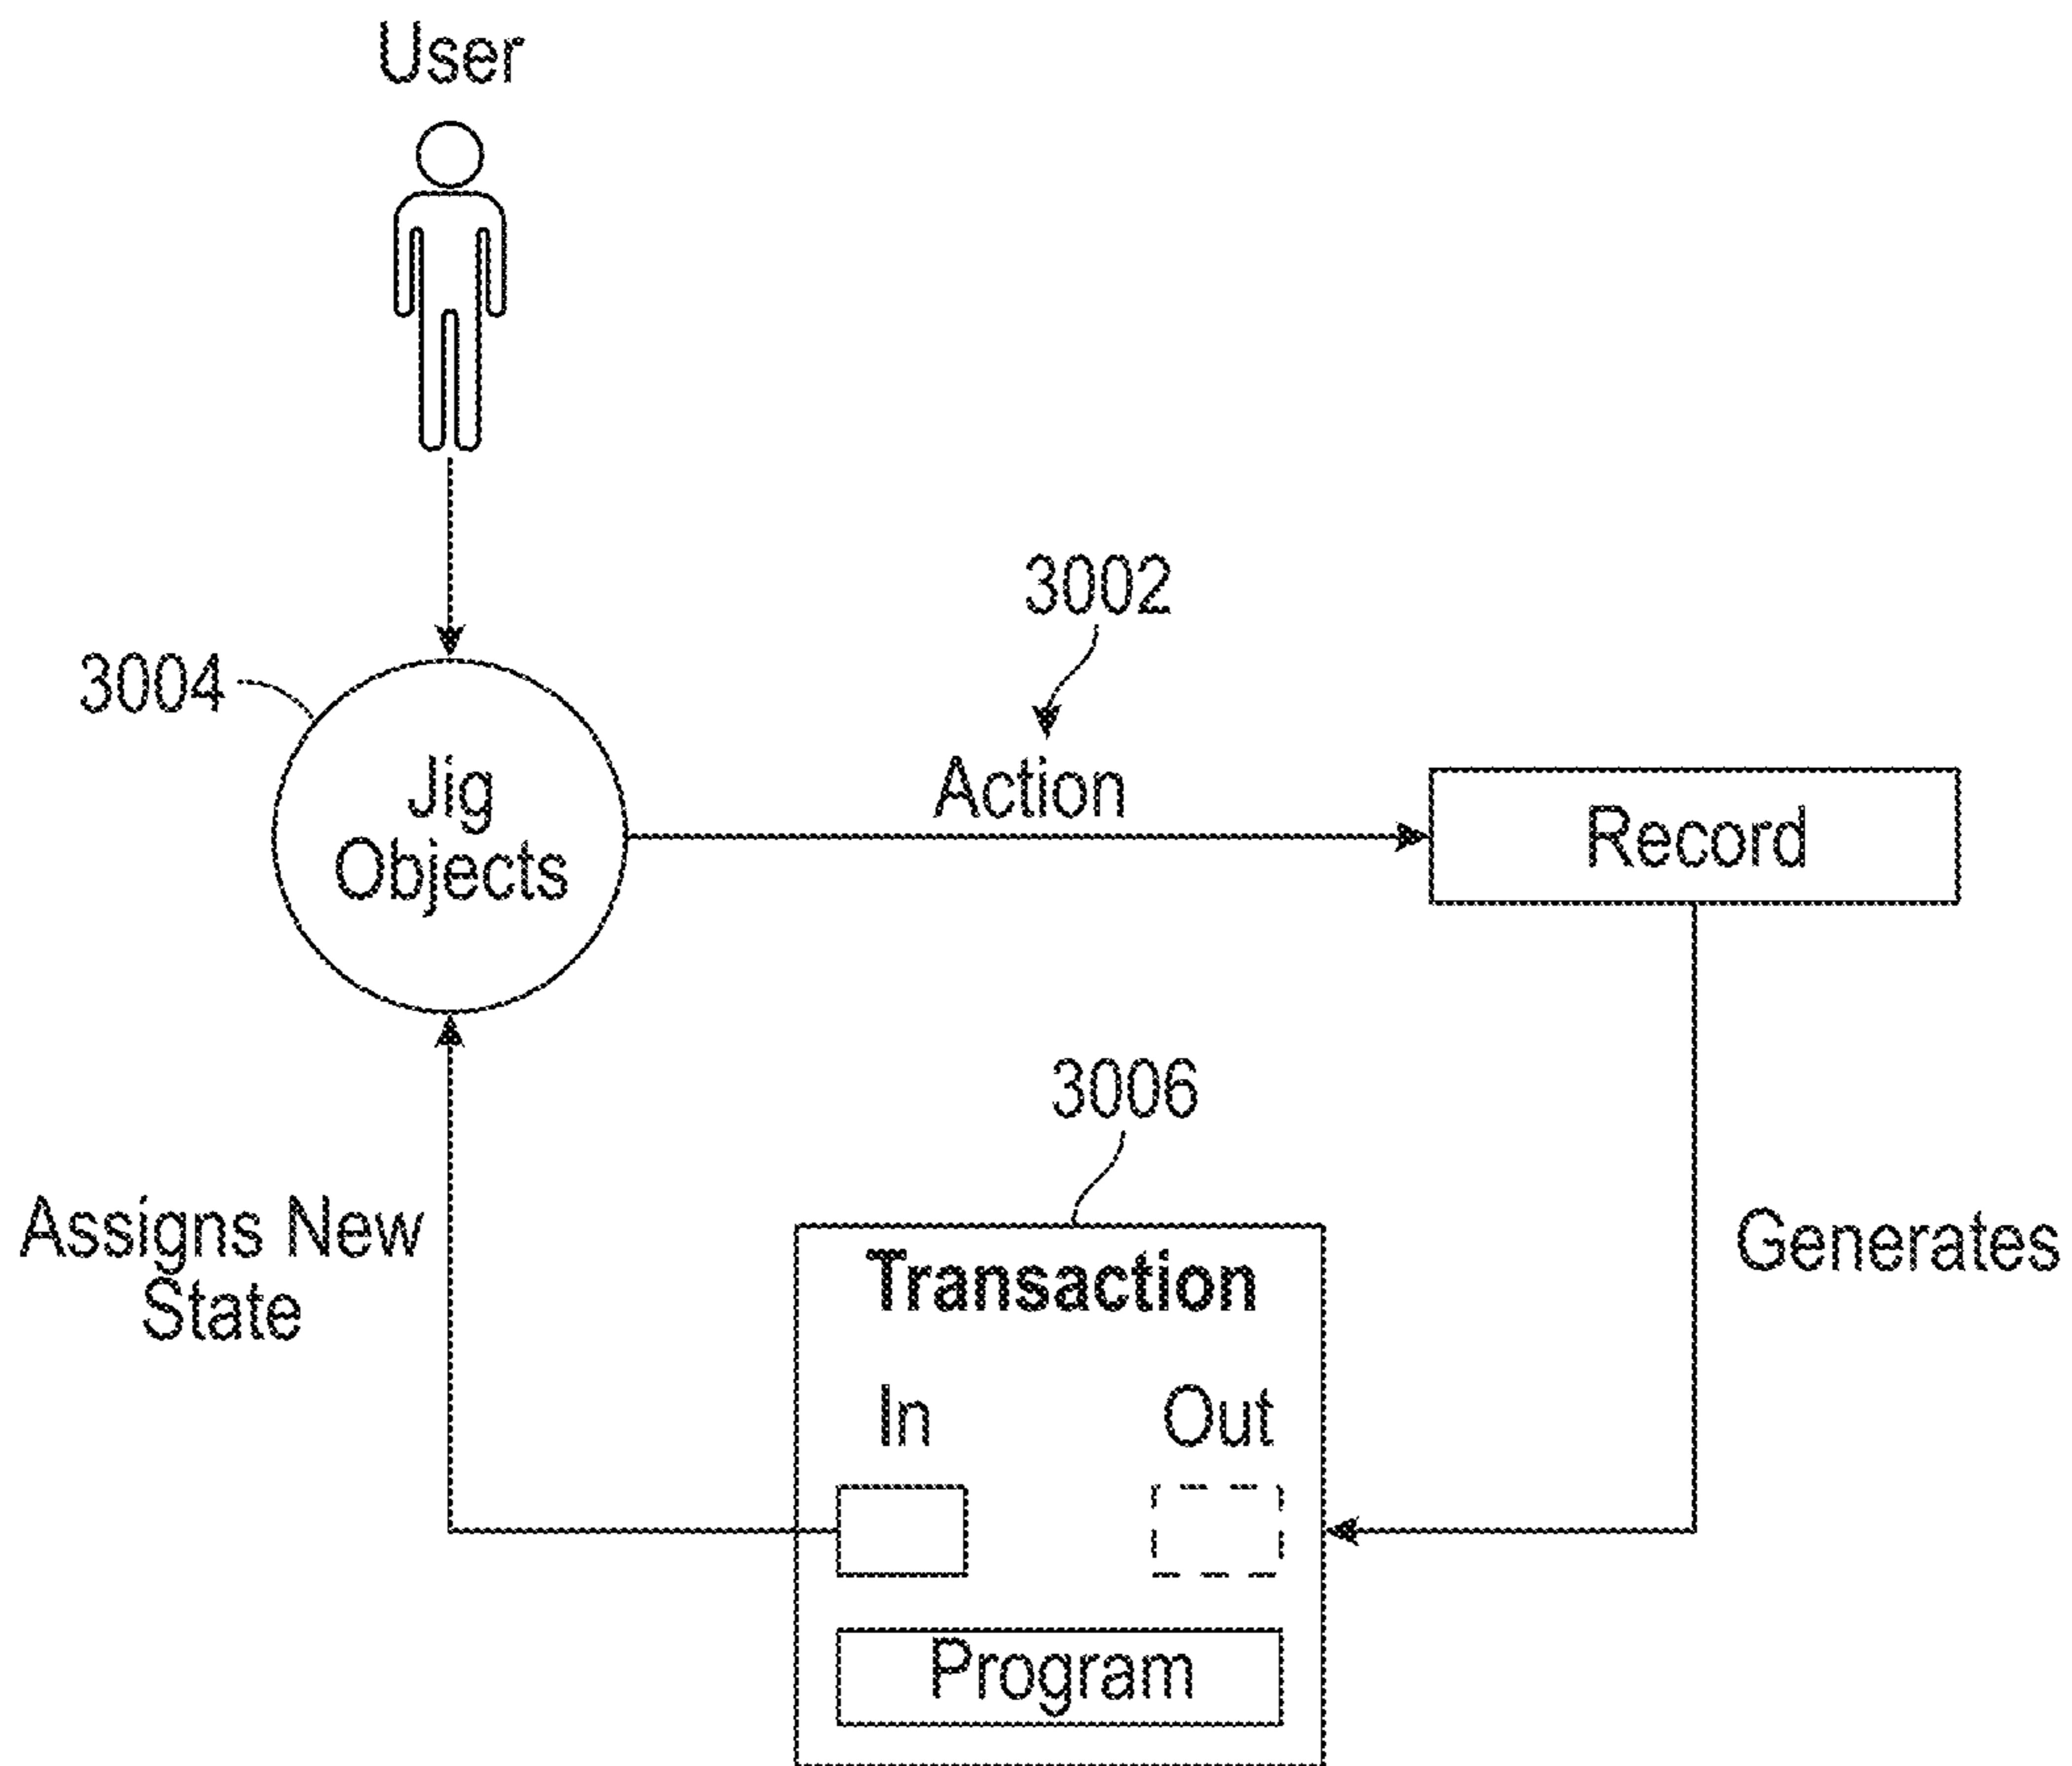 User
3002
3004
Jig
Objects
Action
Record
3006
Assigns New
State
Generates
Transaction
In
Out
Program